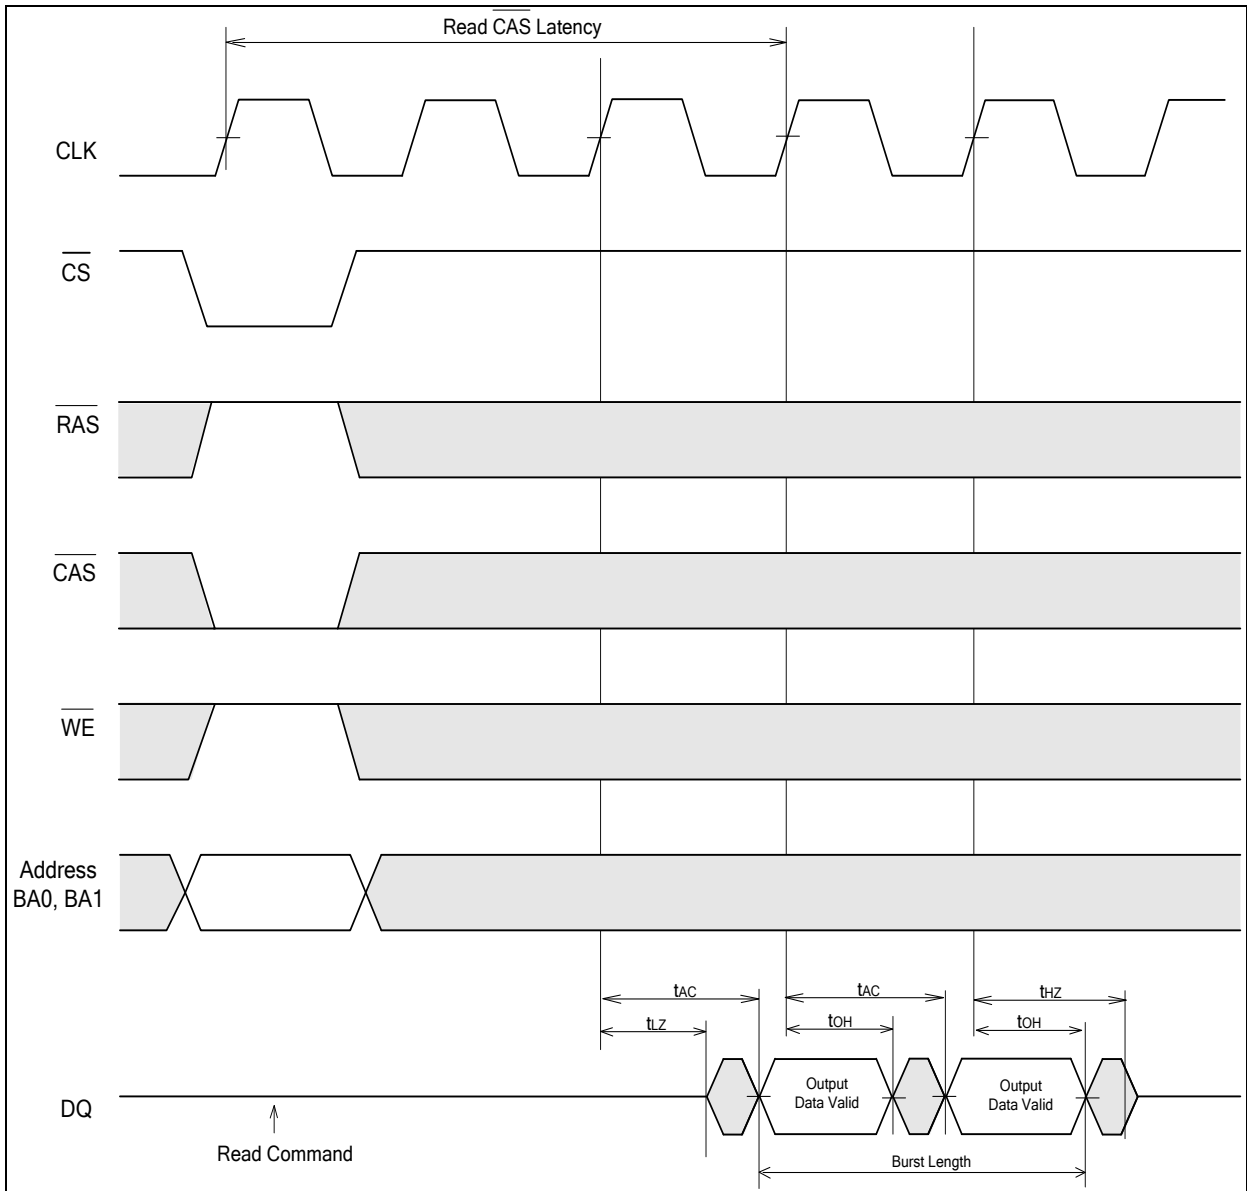 Read CAS Latency
CLK
CS
RAS
CAS
WE
Address
BA0, BA1
tAC
tAC
tHZ
tLZ
tOH
tOH
Output
Data Valid
Output
Data Valid
DQ
Read Command
Burst Length